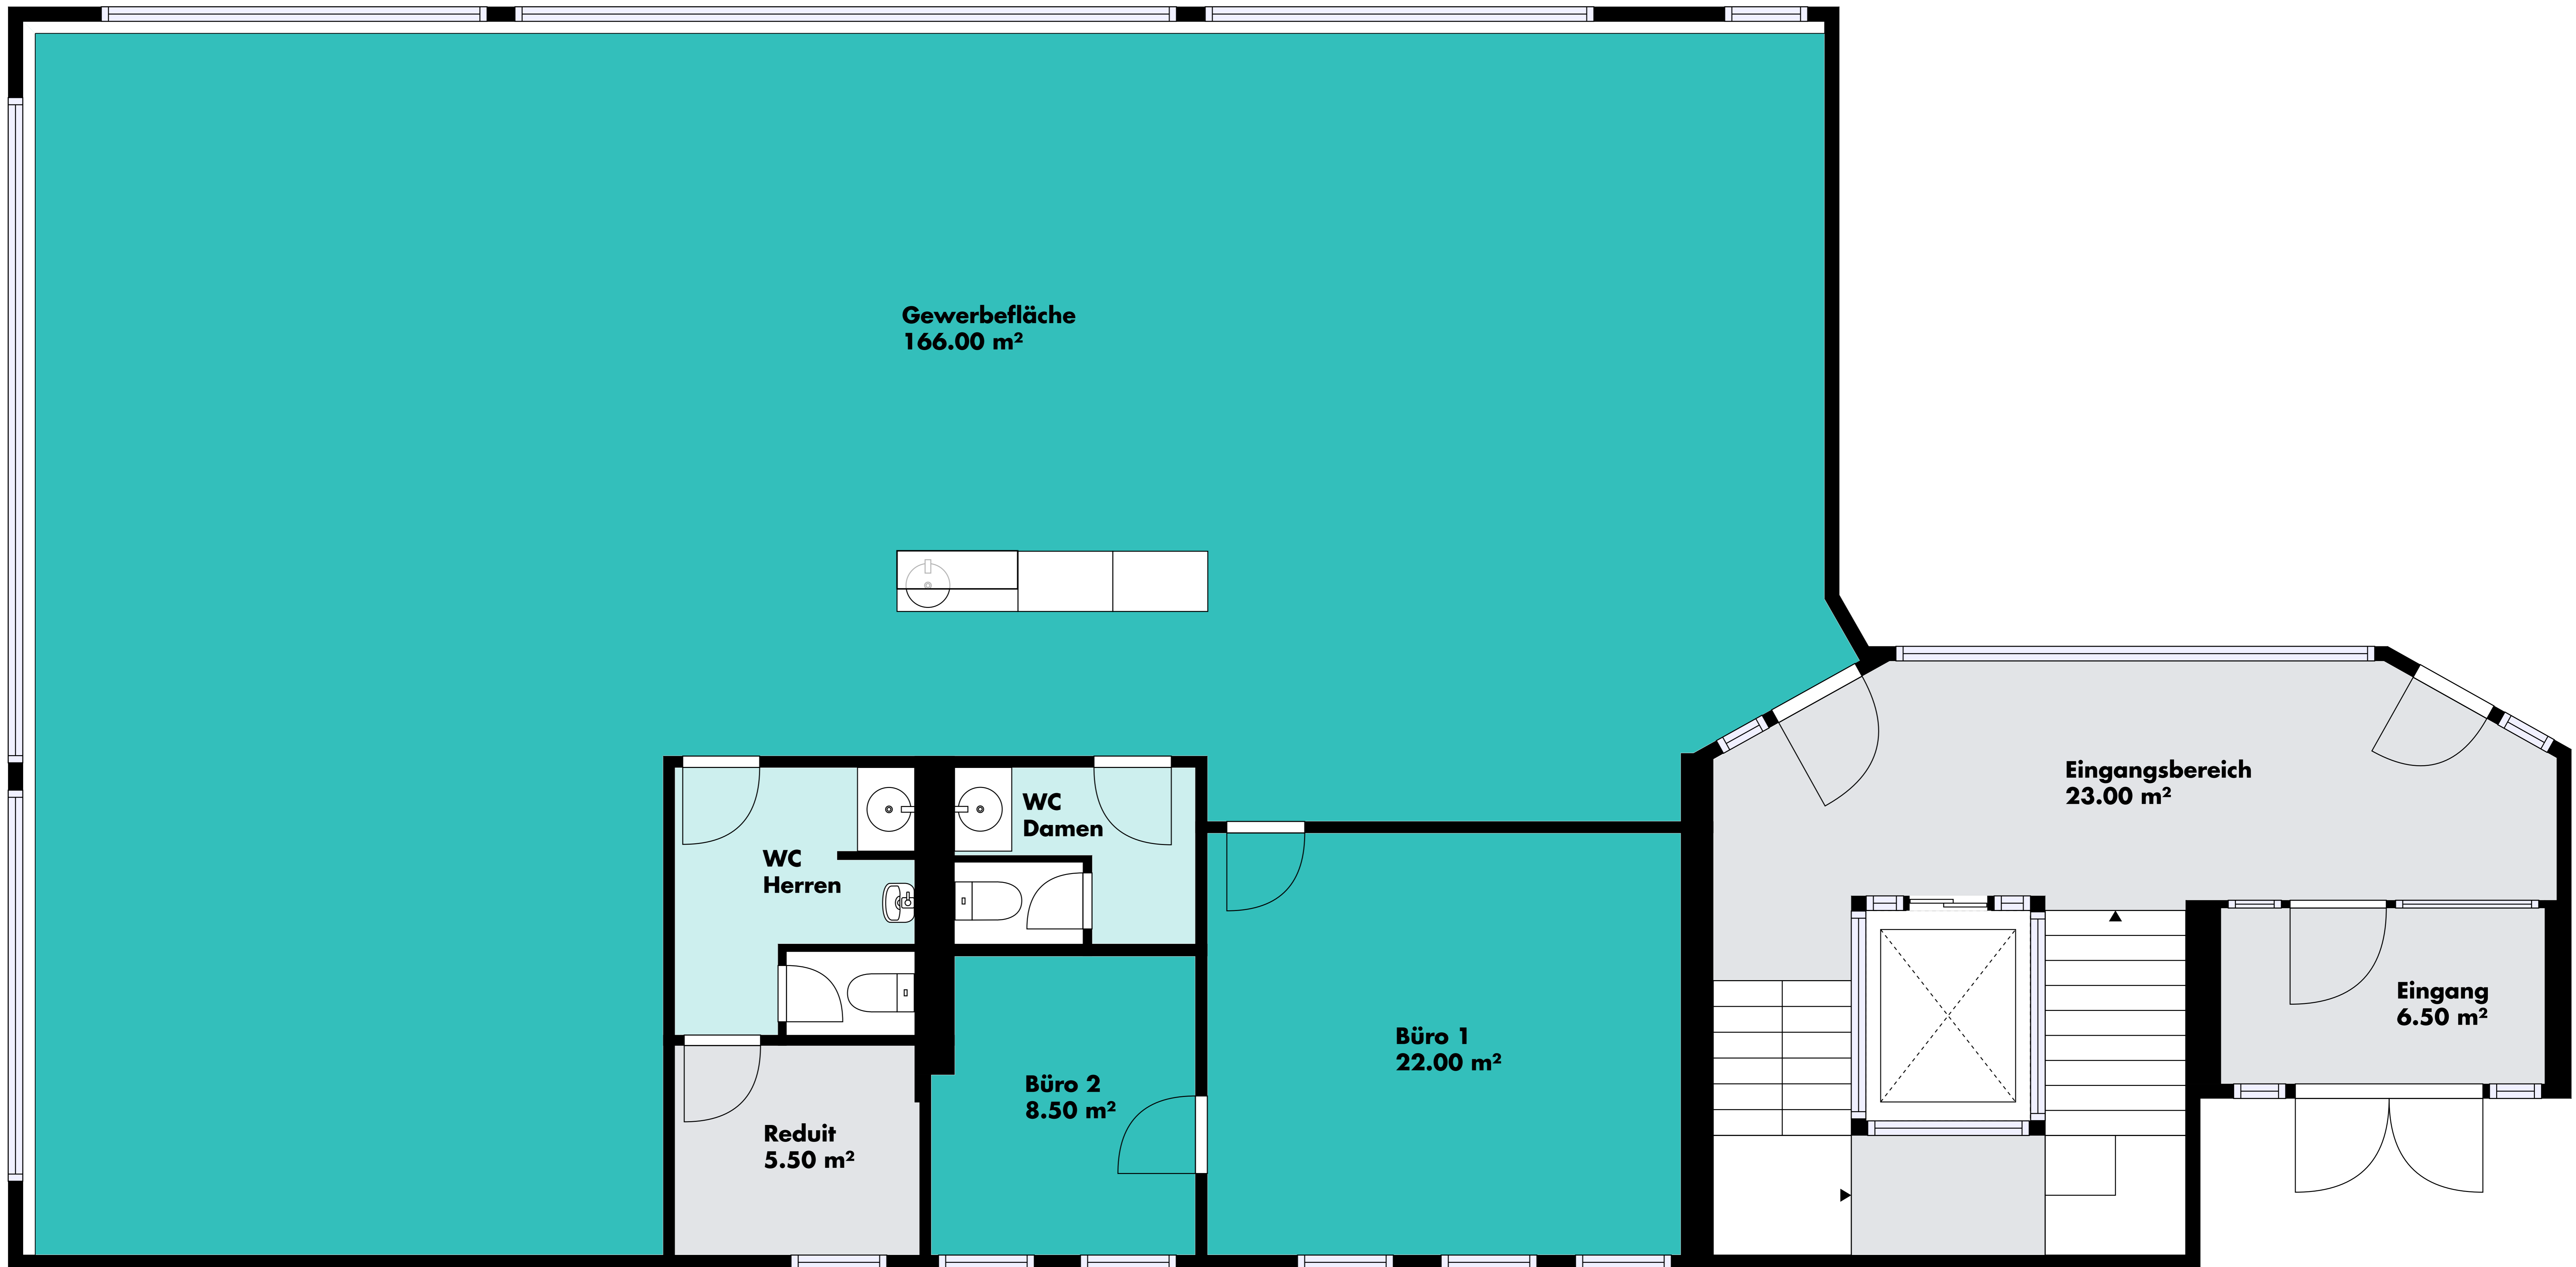 Gewerbefläche
166.00 m²
Eingangsbereich
23.00 m²
WC
Damen
WC
Herren
Eingang
6.50 m²
Büro 1
22.00 m²
Büro 2
8.50 m²
Reduit
5.50 m²